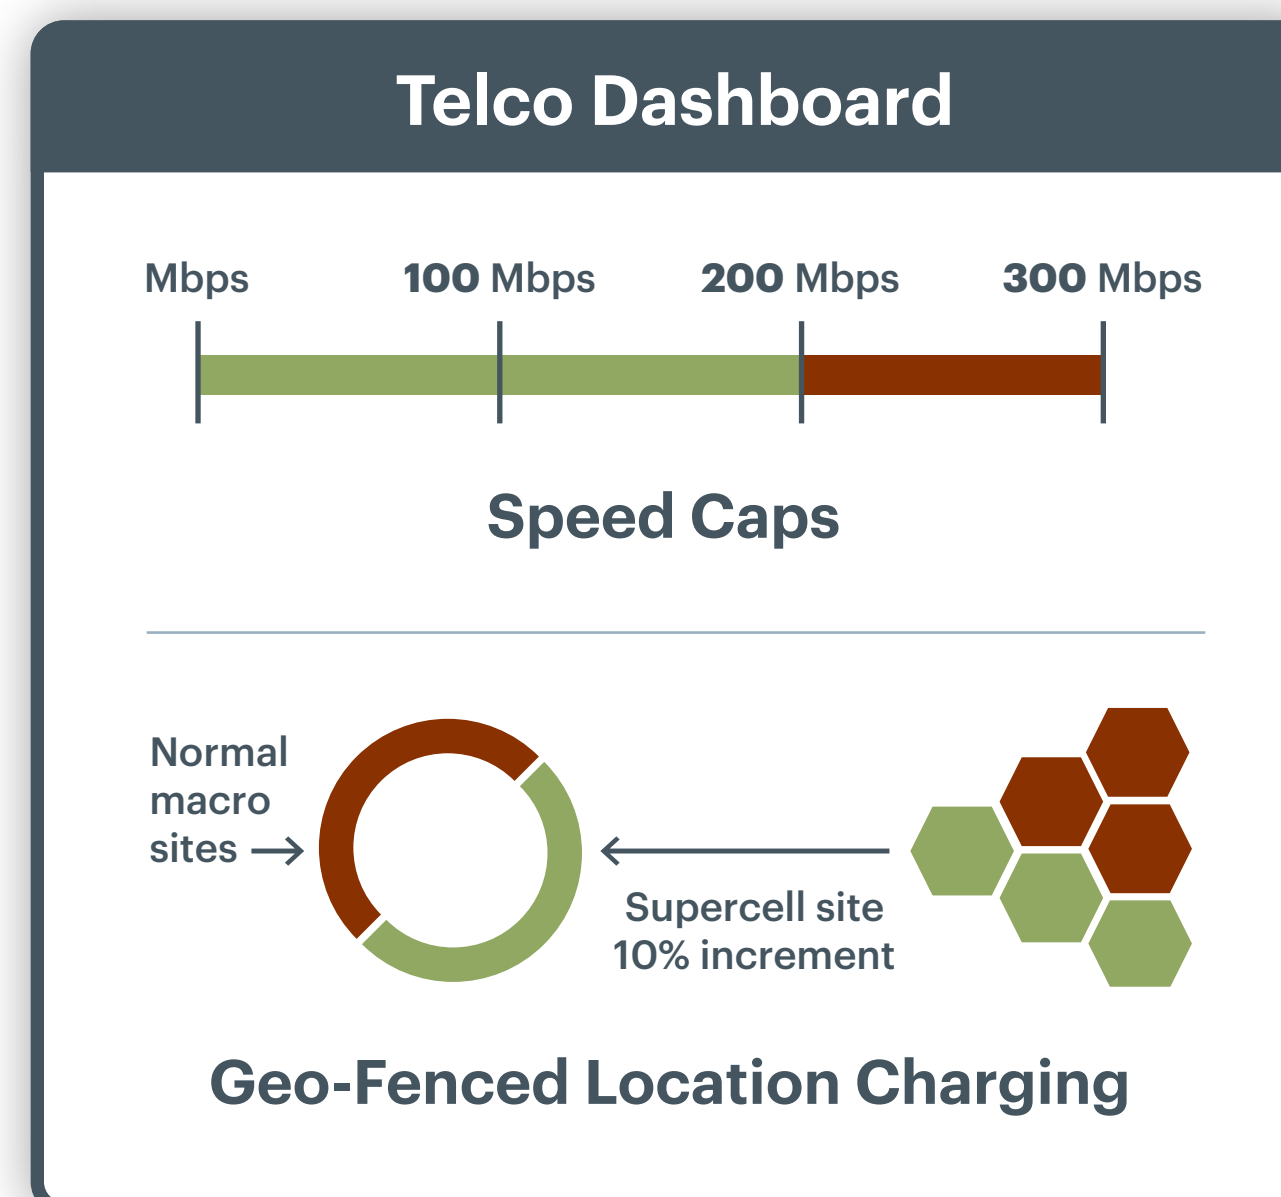 Telco Dashboard
Mbps 100 Mbps 200 Mbps 300 Mbps
Speed Caps
Normal
macro
sites
Supercell site
10% increment
Geo-Fenced Location Charging